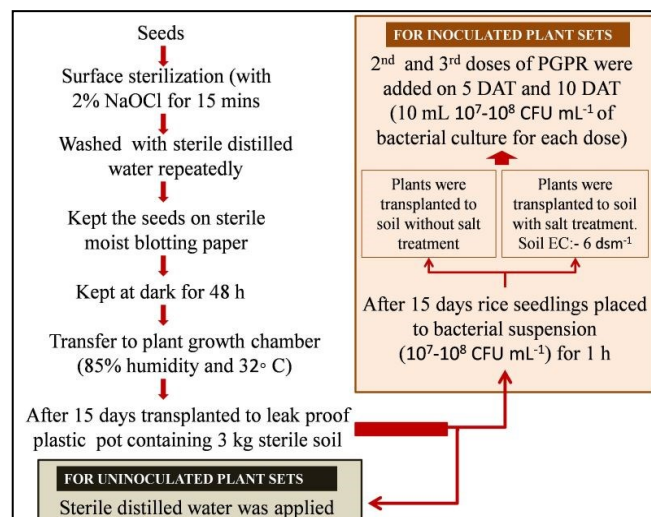 Seeds
Surface sterilization (with
2% NaOCl for 15 mins
Washed with sterile distilled
water repeatedly
Kept the seeds on sterile
moist blotting paper
Kept at dark for 48 h
Transfer to plant growth chamber
(85% humidity and 32◦ C)
After 15 days transplanted to leak proof
plastic pot containing 3 kg sterile soil
FOR UNINOCULATED PLANT SETS
Sterile distilled water was applied
FOR INOCULATED PLANT SETS
2nd and 3rd doses of PGPR were
added on 5 DAT and 10 DAT
(10 mL 10⁷-10⁸ CFU mL⁻¹ of
bacterial culture for each dose)
Plants were
transplanted to
soil without salt
treatment
Plants were
transplanted to soil
with salt treatment.
Soil EC:- 6 dsm⁻¹
After 15 days rice seedlings placed
to bacterial suspension
(10⁷-10⁸ CFU mL⁻¹) for 1 h